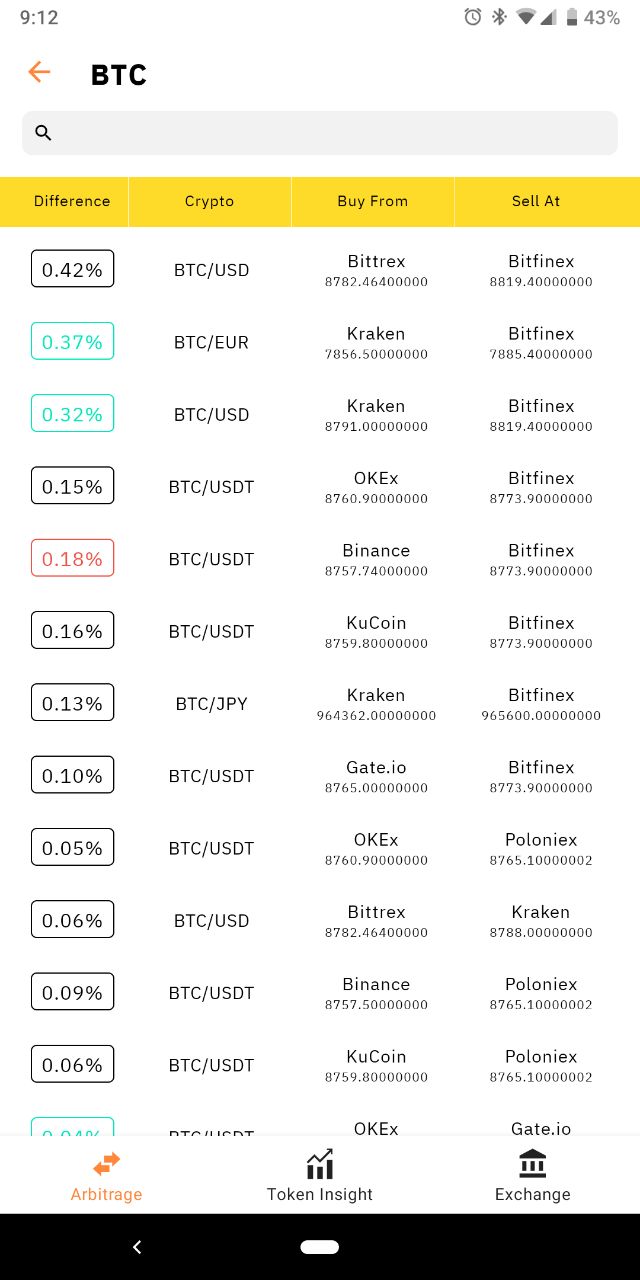 9:12 43%
BTC
Difference Crypto Buy From Sell At
0.42% BTC/USD Bittrex Bitfinex
8782.46400000 8819.40000000
0.37% BTC/EUR Kraken Bitfinex
7856.50000000 7885.40000000
0.32% BTC/USD Kraken Bitfinex
8791.00000000 8819.40000000
0.15% BTC/USDT OKEx Bitfinex
8760.90000000 8773.90000000
0.18% BTC/USDT Binance Bitfinex
8757.74000000 8773.90000000
0.16% BTC/USDT KuCoin Bitfinex
8759.80000000 8773.90000000
0.13% BTC/JPY Kraken Bitfinex
964362.00000000 965600.00000000
0.10% BTC/USDT Gate.io Bitfinex
8765.00000000 8773.90000000
0.05% BTC/USDT OKEx Poloniex
8760.90000000 8765.10000002
0.06% BTC/USD Bittrex Kraken
8782.46400000 8788.00000000
0.09% BTC/USDT Binance Poloniex
8757.50000000 8765.10000002
0.06% BTC/USDT KuCoin Poloniex
8759.80000000 8765.10000002
0.04% BTC/USDT OKEx Gate.io
Arbitrage Token Insight Exchange